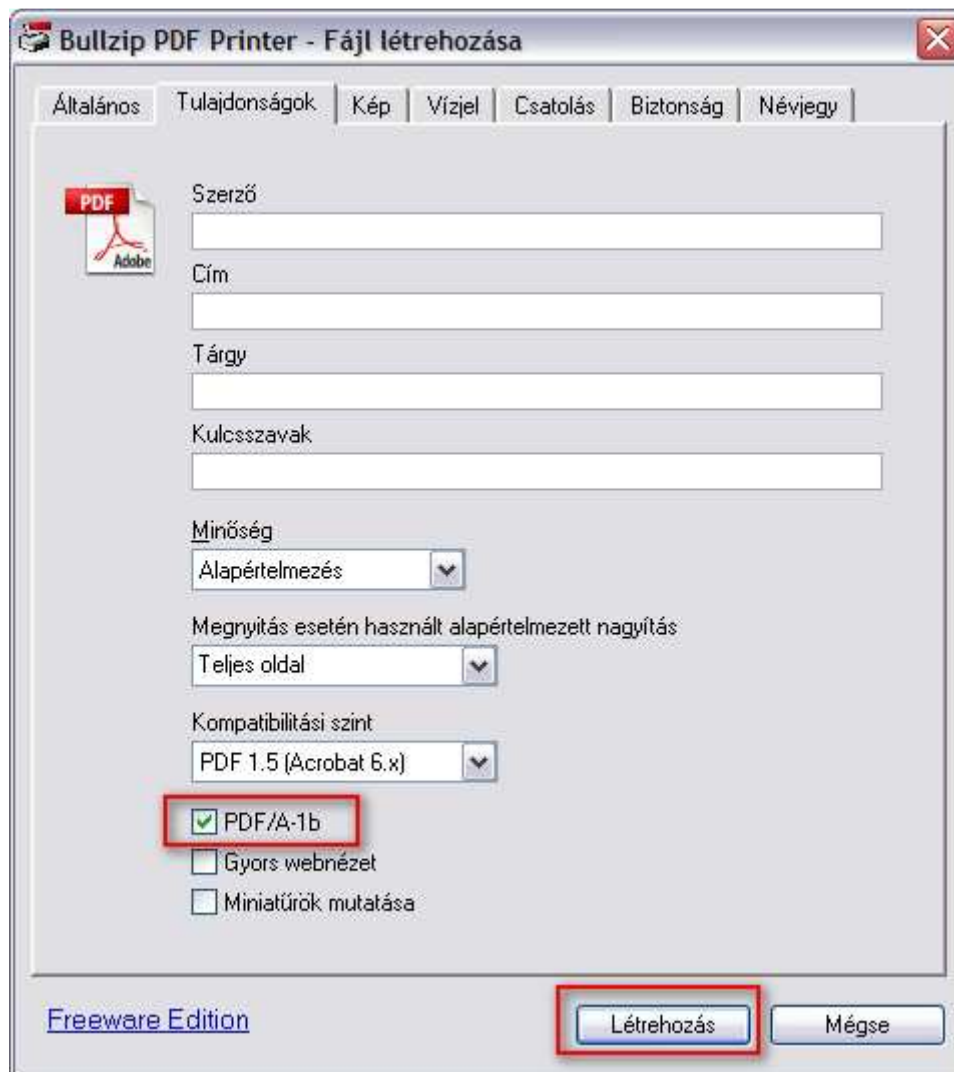 Bullzip PDF Printer - Fájl létrehozása
Általános Tulajdonságok Kép Vízjel Csatolás Biztonság Névjegy
PDF
Adobe
Szerző
Cím
Tárgy
Kulcsszavak
Minőség
Alapértelmezés
Megnyitás esetén használt alapértelmezett nagyítás
Teljes oldal
Kompatibilitási szint
PDF 1.5 (Acrobat 6.x)
PDF/A-1b
Gyors webnézet
Miniatűrök mutatása
Freeware Edition Létrehozás Mégse